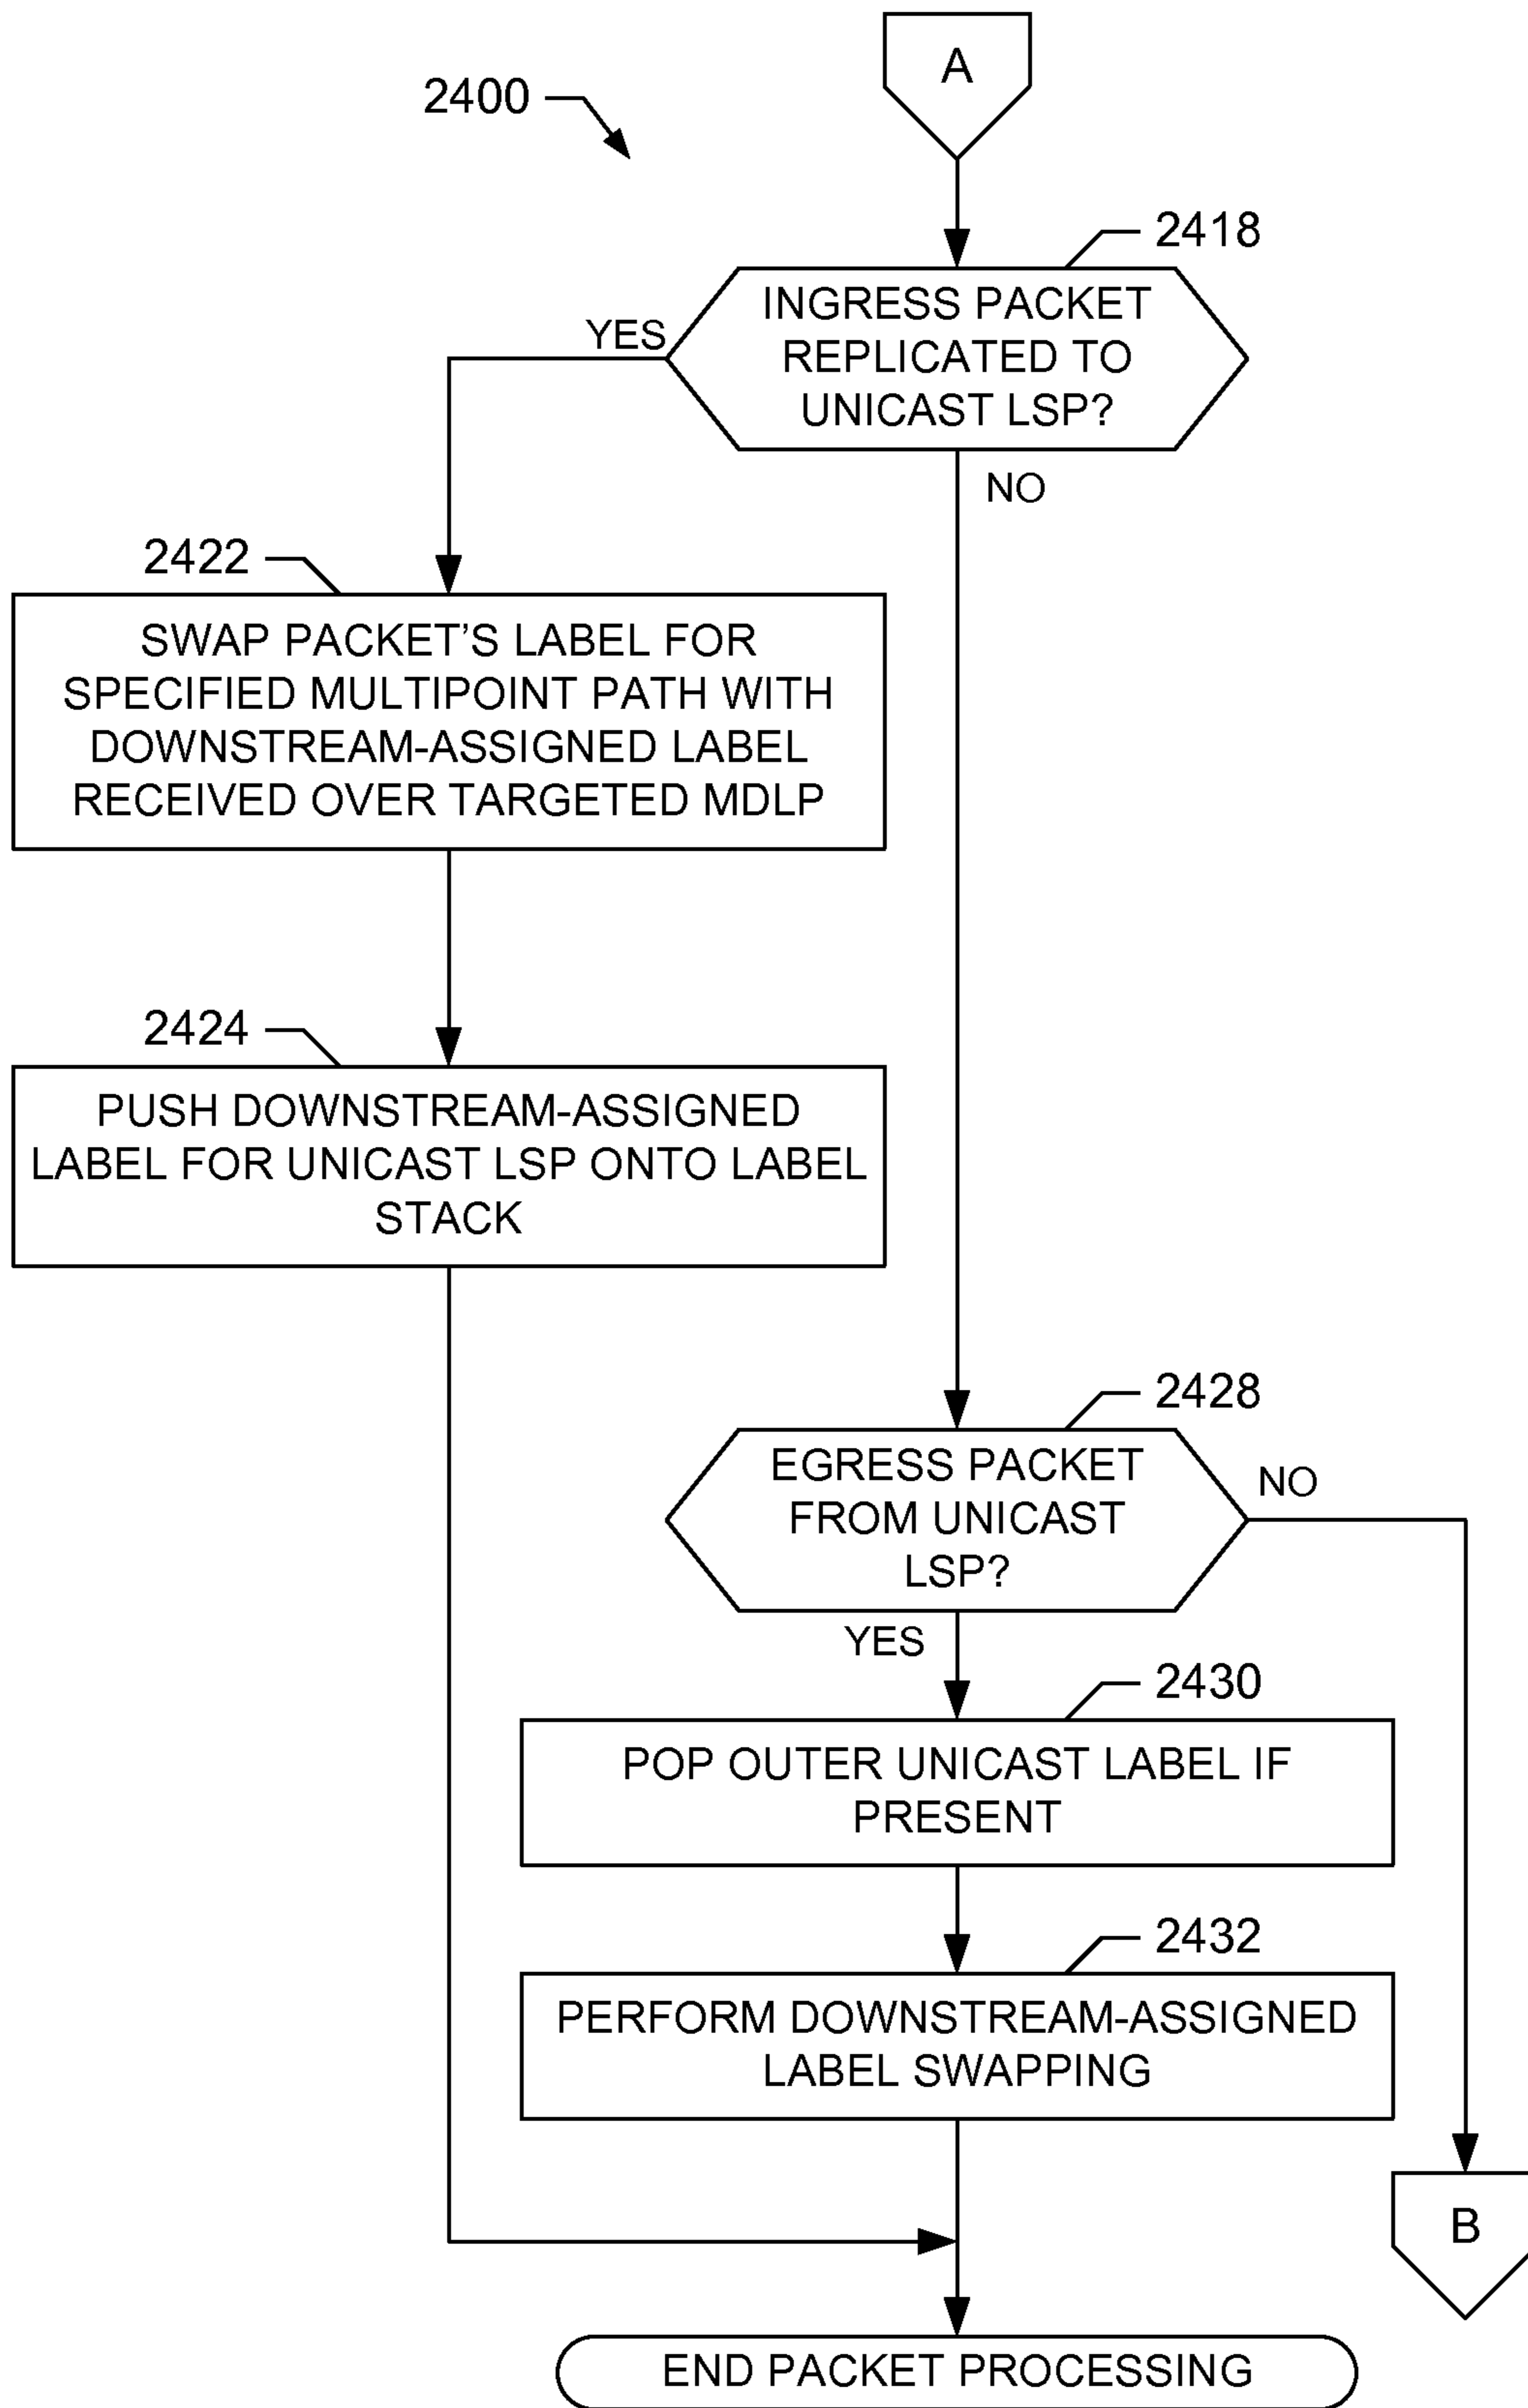 A
2400
2418
INGRESS PACKET
REPLICATED TO
UNICAST LSP?
YES
NO
2422
SWAP PACKET’S LABEL FOR
SPECIFIED MULTIPOINT PATH WITH
DOWNSTREAM-ASSIGNED LABEL
RECEIVED OVER TARGETED MDLP
2424
PUSH DOWNSTREAM-ASSIGNED
LABEL FOR UNICAST LSP ONTO LABEL
STACK
2428
EGRESS PACKET
FROM UNICAST
LSP?
NO
YES
2430
POP OUTER UNICAST LABEL IF
PRESENT
2432
PERFORM DOWNSTREAM-ASSIGNED
LABEL SWAPPING
B
END PACKET PROCESSING